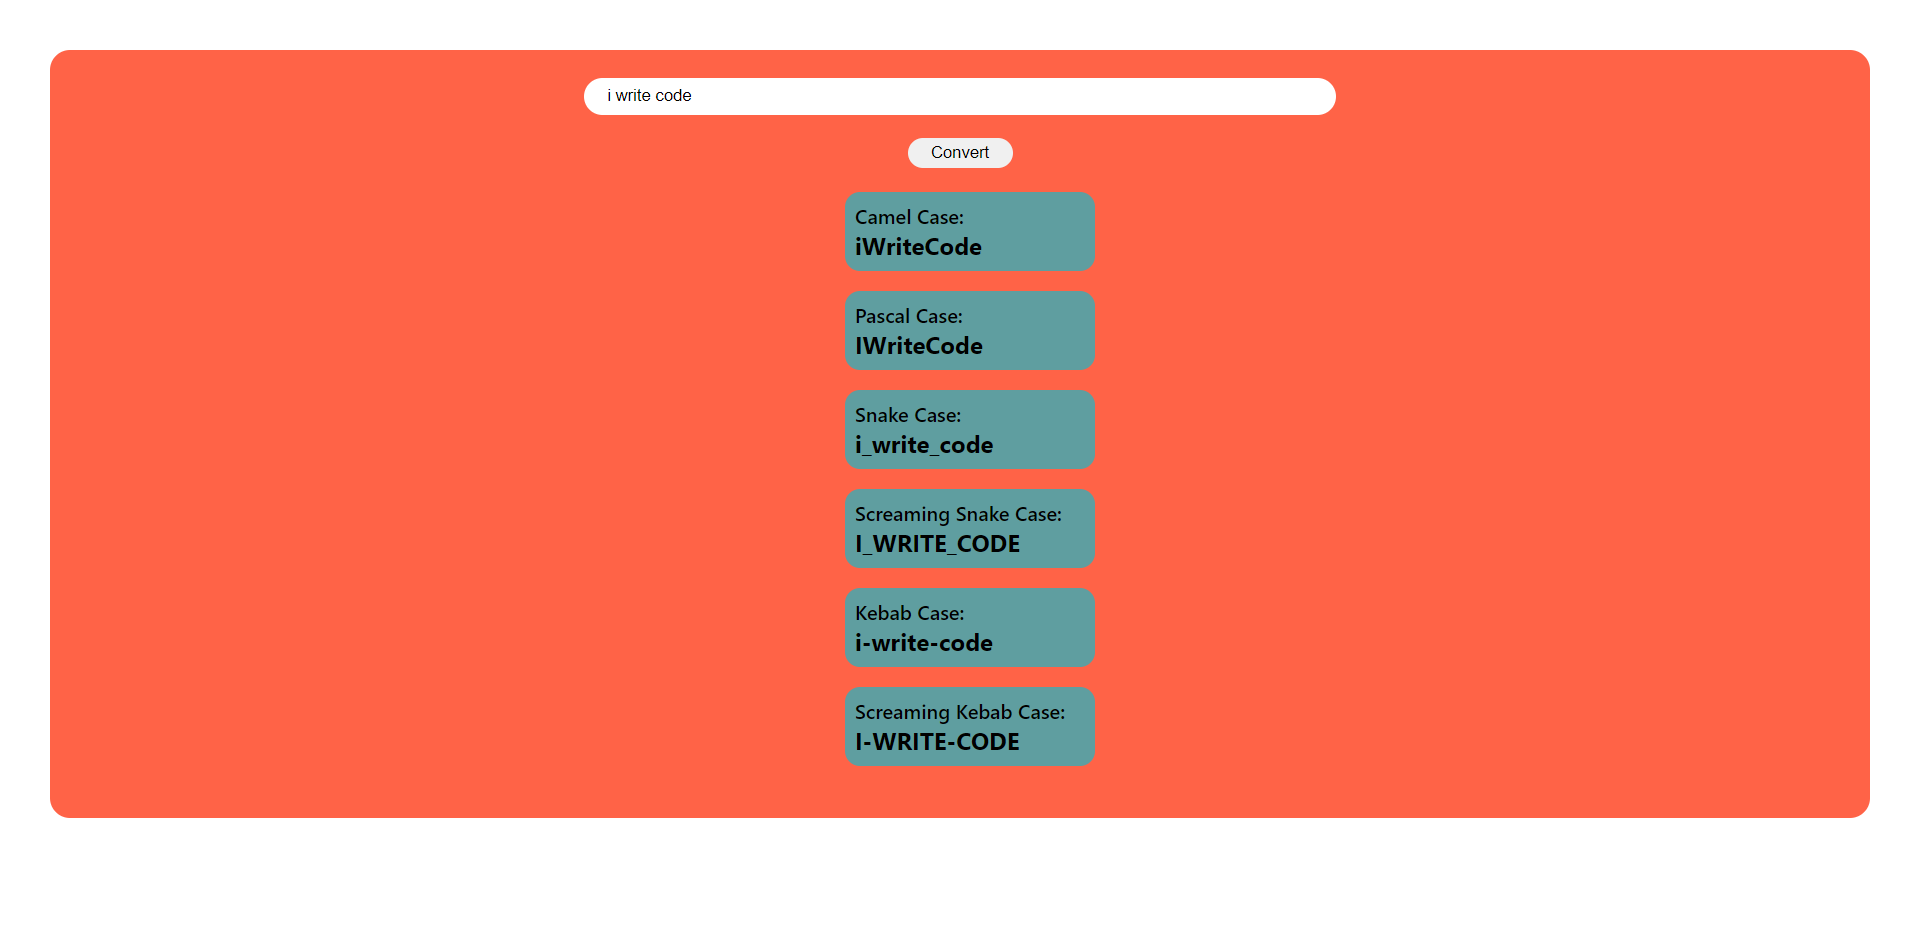 i write code
Convert
Camel Case:
iWriteCode
Pascal Case:
IWriteCode
Snake Case:
i_write_code
Screaming Snake Case:
I_WRITE_CODE
Kebab Case:
i-write-code
Screaming Kebab Case:
I-WRITE-CODE